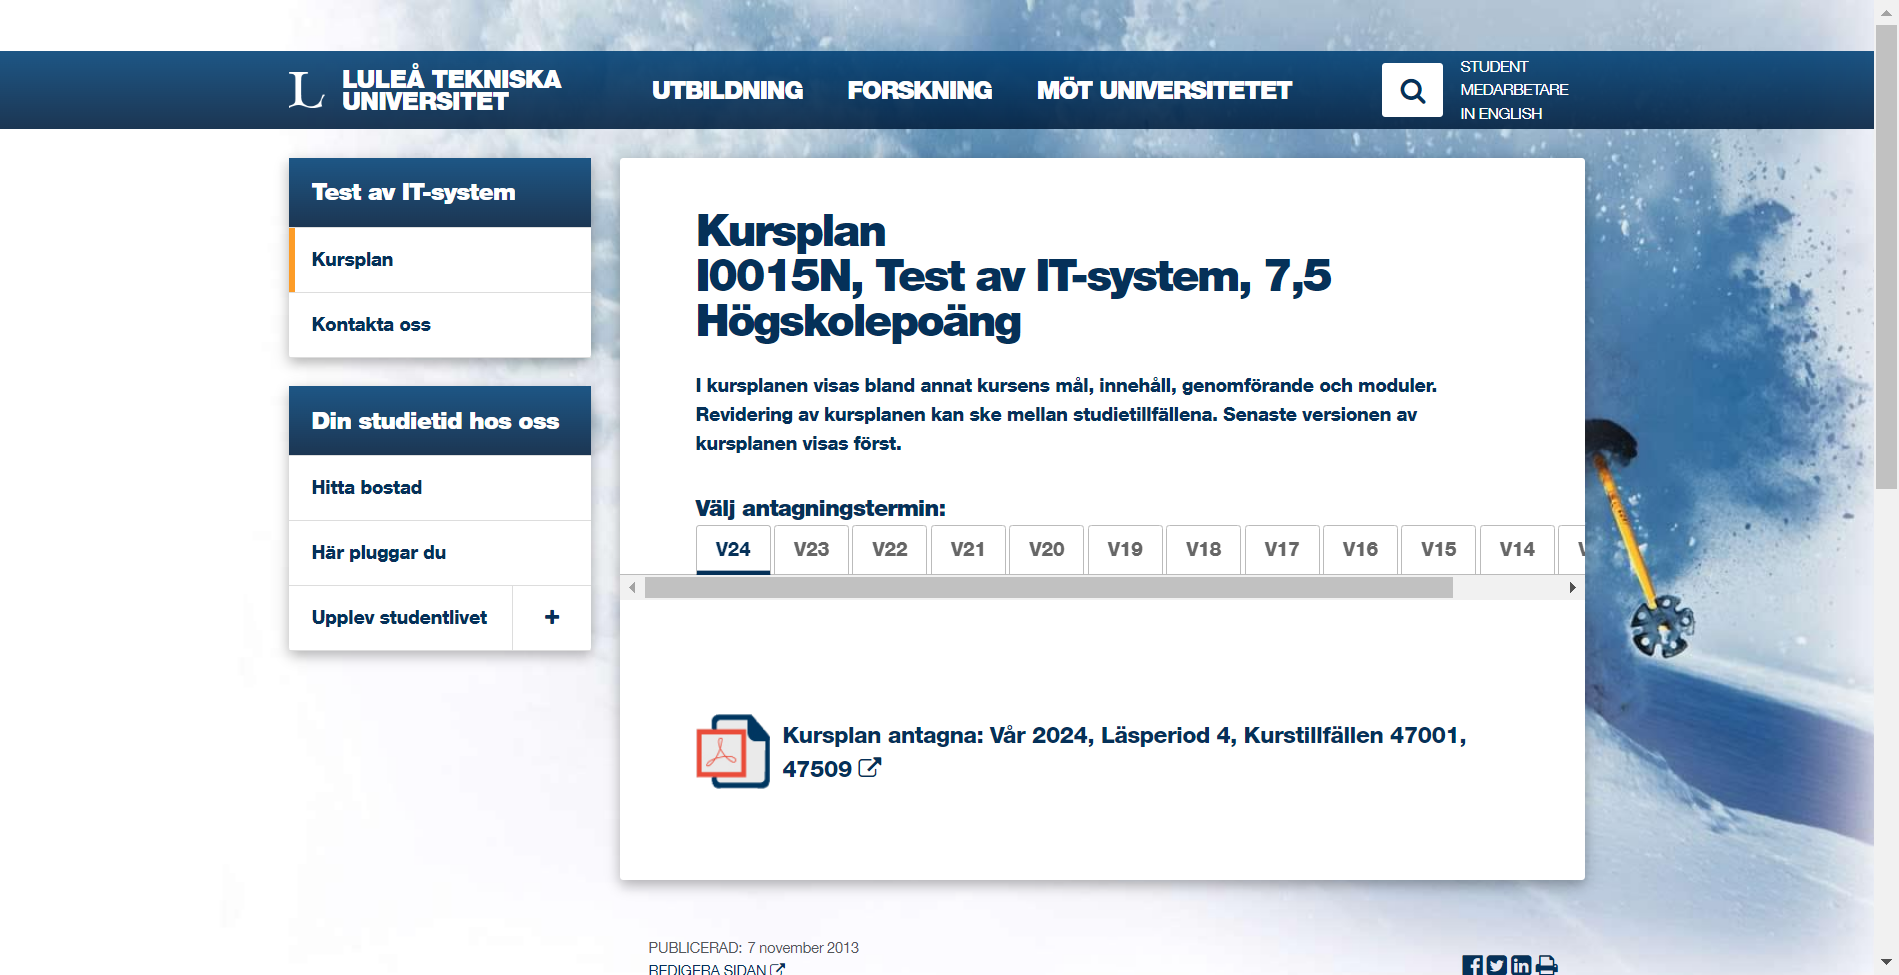 LULEÅ TEKNISKA
UNIVERSITET
UTBILDNING
FORSKNING
MÖT UNIVERSITETET
STUDENT
MEDARBETARE
IN ENGLISH
Test av IT-system
Kursplan
Kontakta oss
Din studietid hos oss
Hitta bostad
Här pluggar du
Upplev studentlivet
Kursplan
I0015N, Test av IT-system, 7,5
Högskolepoäng
I kursplanen visas bland annat kursens mål, innehåll, genomförande och moduler.
Revidering av kursplanen kan ske mellan studietillfällena. Senaste versionen av
kursplanen visas först.
Välj antagningstermin:
V24 V23 V22 V21 V20 V19 V18 V17 V16 V15 V14
Kursplan antagna: Vår 2024, Läsperiod 4, Kurstillfällen 47001,
47509
PUBLICERAD: 7 november 2013
REDIGERA SIDAN